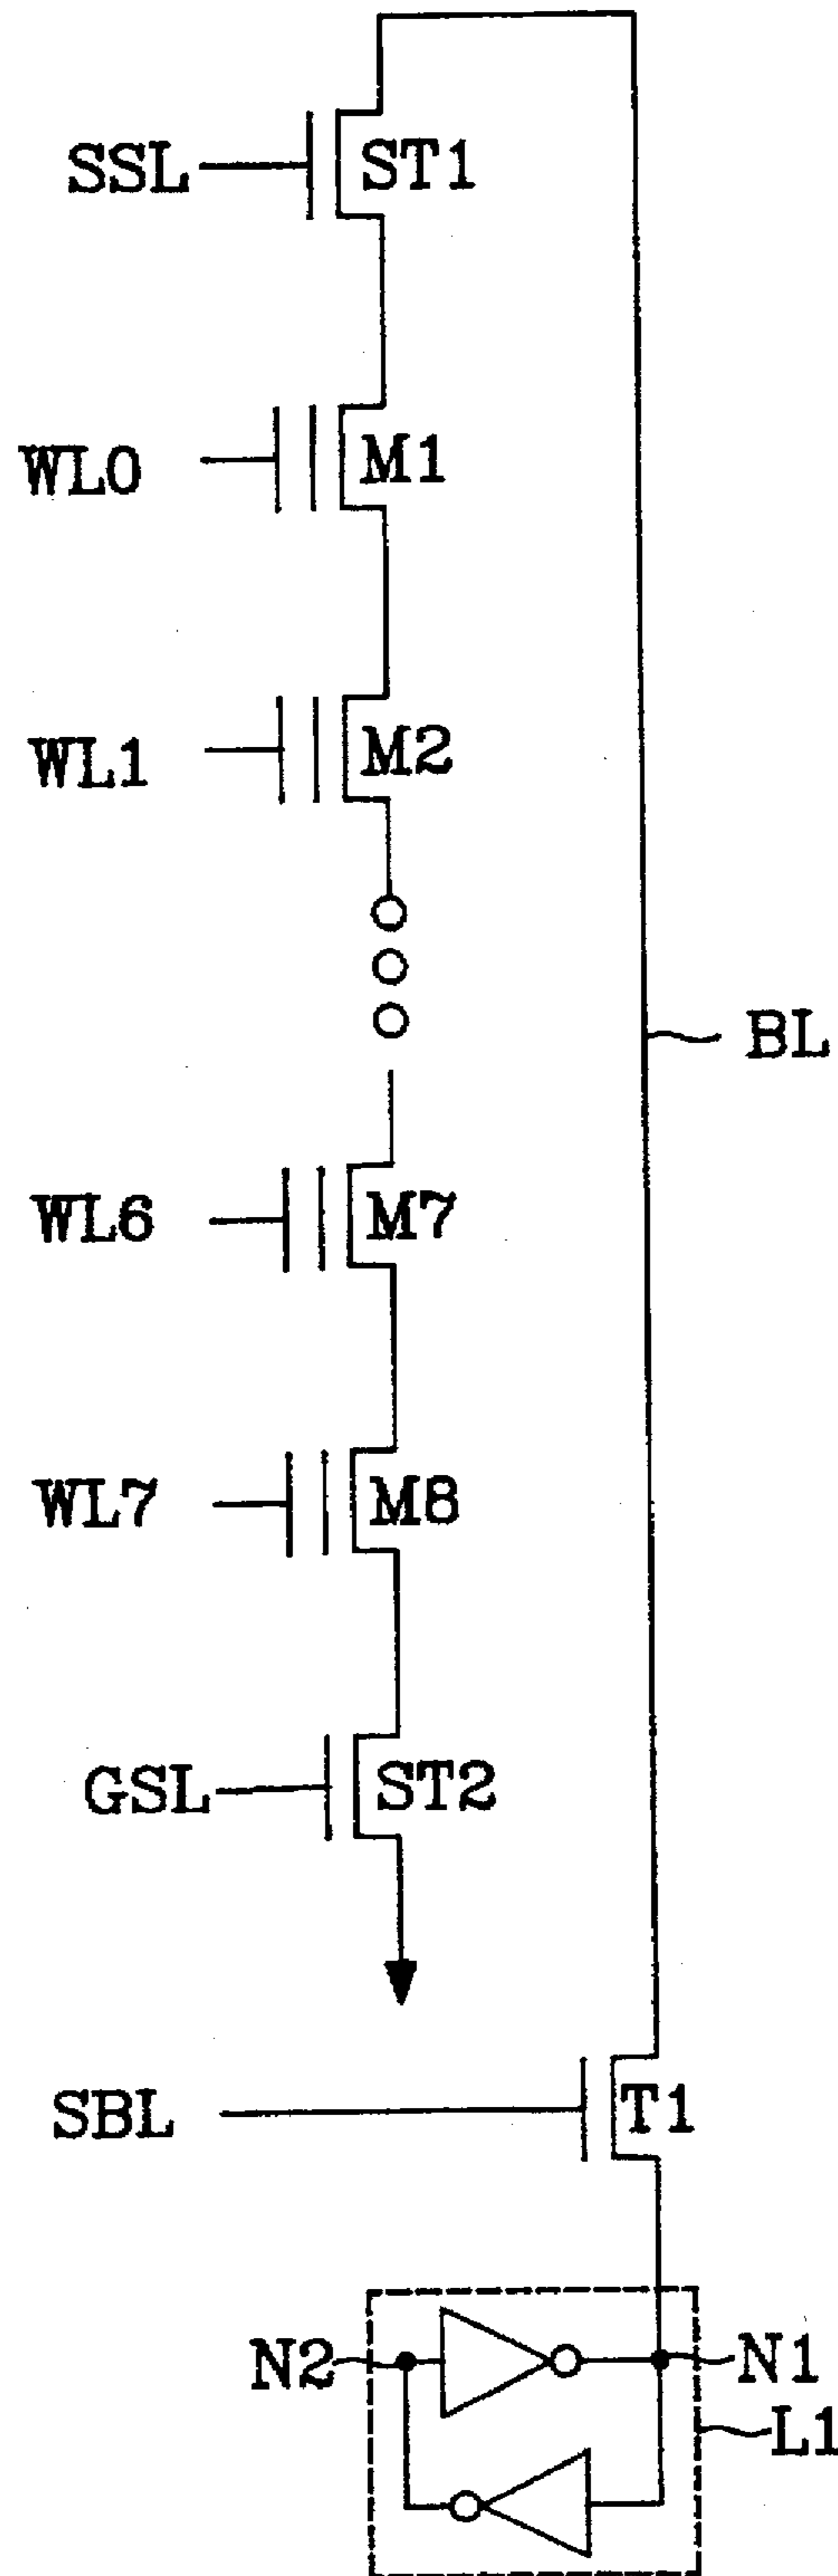 SSL ST1
WL0 M1
WL1 M2
BL
WL6 M7
WL7 M8
GSL ST2
SBL T1
N2 N1
L1